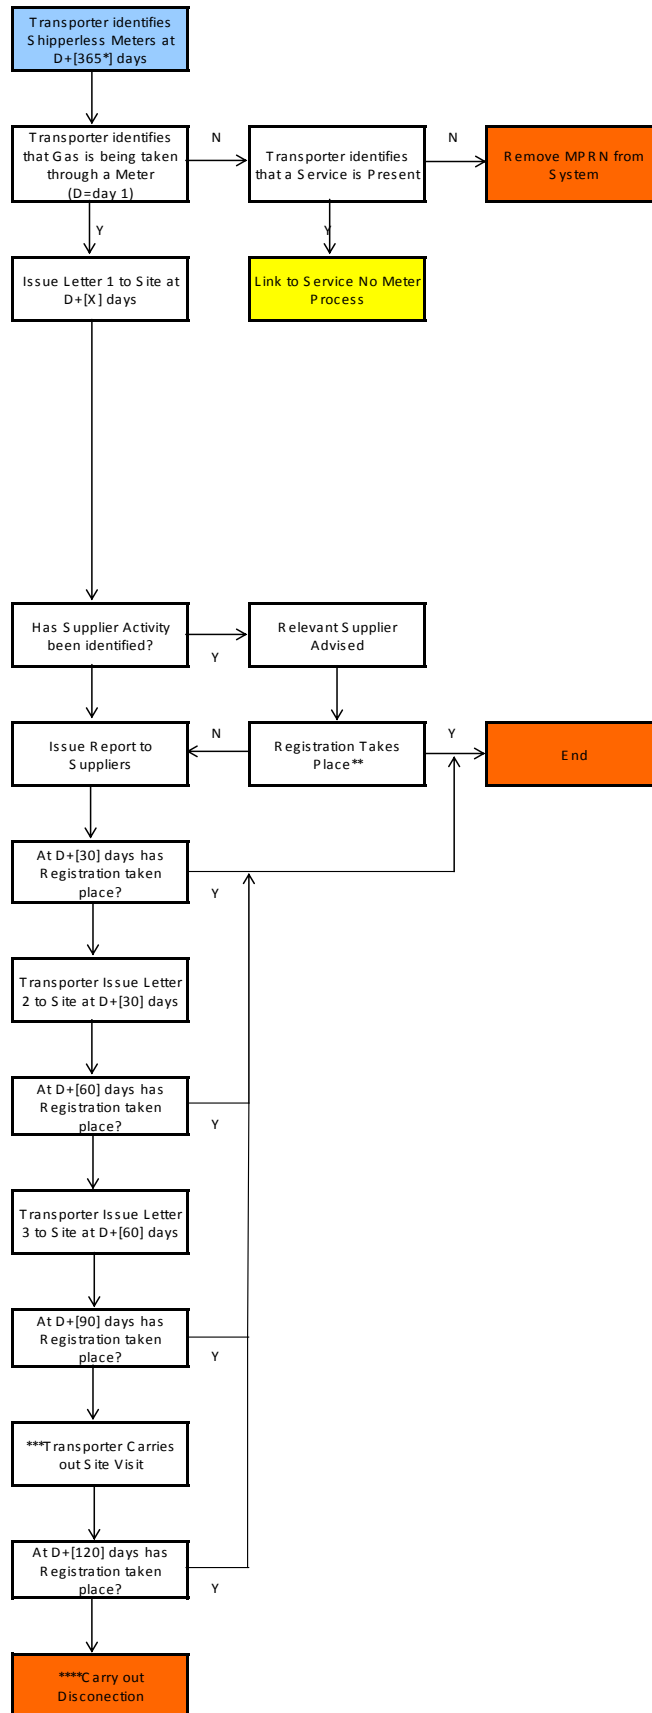 Transporter identifies
Shipperless Meters at
D+[365*] days
Transporter identifies
that Gas is being taken
through a Meter
(D=day 1)
N
Transporter identifies
that a Service is Present
N
Remove MPRN from
System
Y
Y
Issue Letter 1 to Site at
D+[X] days
Link to Service No Meter
Process
Has Supplier Activity
been identified?
Y
Relevant Supplier
Advised
Issue Report to
Suppliers
N
Registration Takes
Place**
Y
End
At D+[30] days has
Registration taken
place?
Y
Transporter Issue Letter
2 to Site at D+[30] days
At D+[60] days has
Registration taken
place?
Y
Transporter Issue Letter
3 to Site at D+[60] days
At D+[90] days has
Registration taken
place?
Y
***Transporter Carries
out Site Visit
At D+[120] days has
Registration taken
place?
Y
****Carry out
Disconection